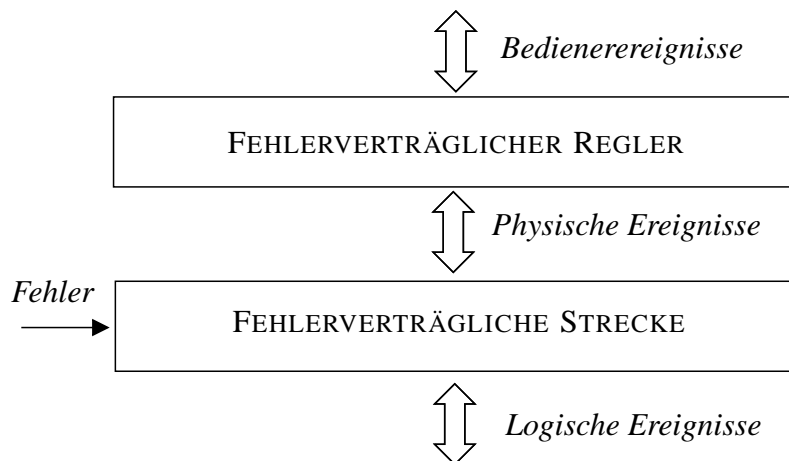 Bedienerereignisse
FEHLERVERTRÄGLICHER REGLER
Physische Ereignisse
Fehler
FEHLERVERTRÄGLICHE STRECKE
Logische Ereignisse